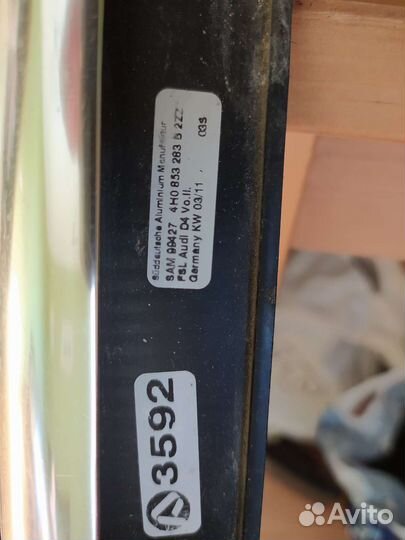 Süddeutsche Aluminium Manufaktur
SAM 99427 4H0 853 283 B 2ZZ
FSL Audi D4 Vo.li. 03S
Germany KW 03/11
3592
Avito